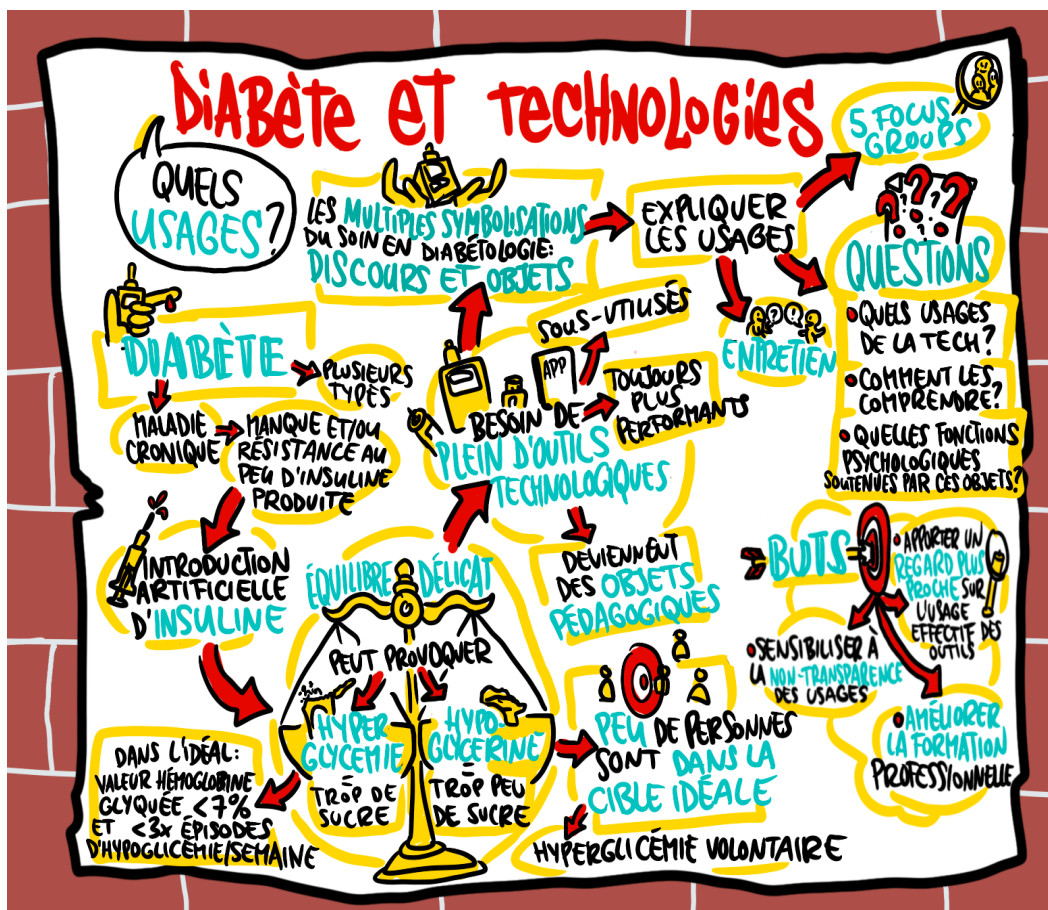 DiABète et technologies
QUELS
USAGES?
LES MULTIPLES SYMBOLISATIONS
DU SOIN EN DIABÉTOLOGIE:
DISCOURS ET OBJETS
EXPLIQUER
LES USAGES
5 FOCUS
GROUPS
ENTRETIEN
QUESTIONS
• QUELS USAGES
DE LA TECH?
• COMMENT LES
COMPRENDRE?
• QUELLES FONCTIONS
PSYCHOLOGIQUES
SOUTENUES PAR CES OBJETS?
DIABÈTE
PLUSIEURS
TYPES
MALADIE
CRONIQUE
MANQUE ET/OU
RÉSISTANCE AU
PEU D'INSULINE
PRODUITE
INTRODUCTION
ARTIFICIELLE
D'INSULINE
ÉQUILIBRE DÉLICAT
PEUT PROVOQUER
HYPER
GLYCEMIE
=
TROP DE
SUCRE
HYPO-
GLYCERINE
=
TROP PEU
DE SUCRE
DANS L'IDÉAL:
VALEUR HÉMOGLOBINE
GLYQUÉE <7%
ET <3x ÉPISODES
D'HYPOGLICÉMIE/SEMAINE
APP
BESOIN DE
PLEIN D'OUTILS
TECHNOLOGIQUES
SOUS-UTILISÉS
TOUJOURS
PLUS
PERFORMANTS
DEVIENNENT
DES OBJETS
PÉDAGOGIQUES
PEU DE PERSONNES
SONT DANS LA
CIBLE IDÉALE
HYPERGLICÉMIE VOLONTAIRE
BUTS
• APPORTER UN
REGARD PLUS
PROCHE SUR
L'USAGE
EFFECTIF DES
OUTILS
• SENSIBILISER À
LA NON-TRANSPARENCE
DES USAGES
• AMÉLIORER
LA FORMATION
PROFESSIONNELLE